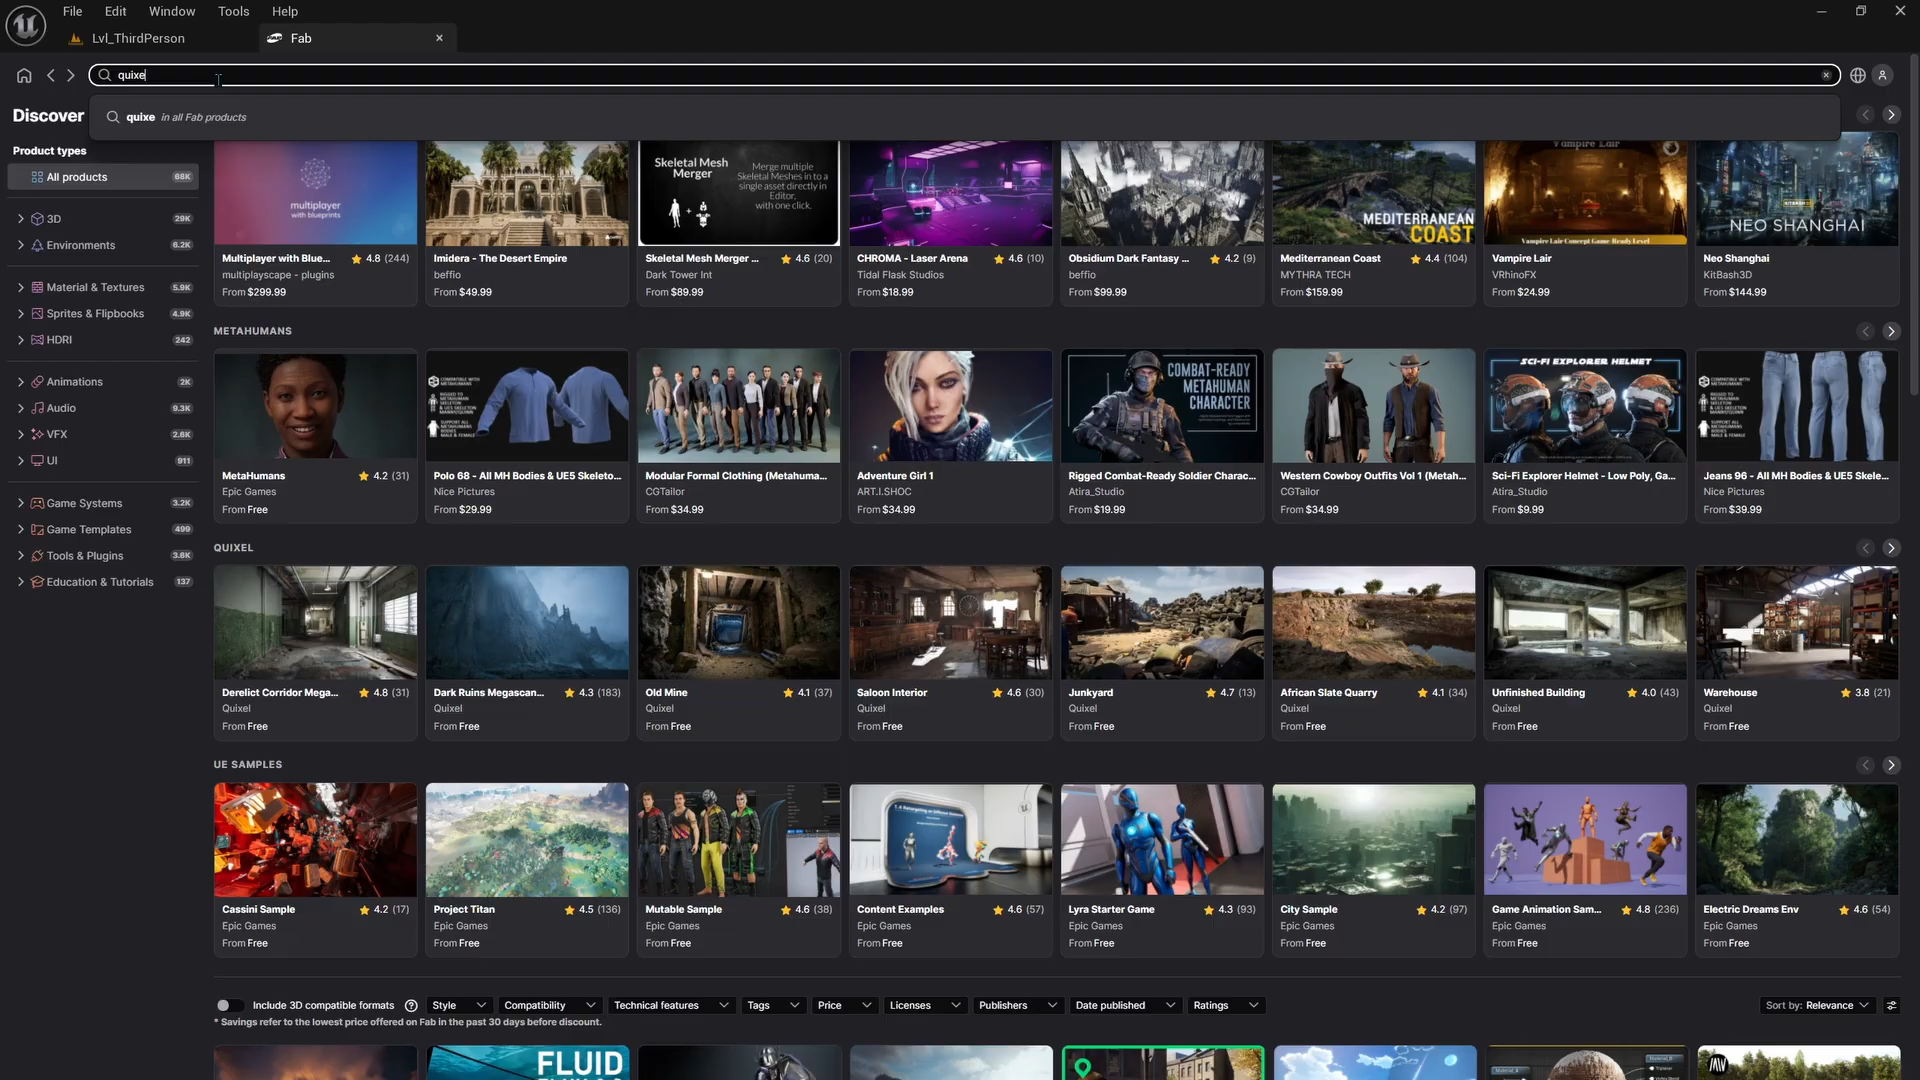 File Edit Window Tools Help
Lvl_ThirdPerson
Fab
quixe
quixe in all Fab products
Discover
Product types
All products 68K
3D 29K
Environments 6.2K
Material & Textures 5.9K
Sprites & Flipbooks 4.9K
HDRI 242
Animations 2K
Audio 9.3K
VFX 2.6K
UI 911
Game Systems 3.2K
Game Templates 499
Tools & Plugins 3.6K
Education & Tutorials 137
multiplayer
with blueprints
Skeletal Mesh
Merger
Merge multiple
Skeletal Meshes in to a
single asset directly in
Editor,
with one click.
MEDITERRANEAN
COAST
Vampire Lair
Vampire Lair Concept Game Ready Level
NEO SHANGHAI
Multiplayer with Blue... 4.8 (244)
multiplayscape - plugins
From $299.99
Imidera - The Desert Empire
beffio
From $49.99
Skeletal Mesh Merger ... 4.6 (20)
Dark Tower Int
From $89.99
CHROMA - Laser Arena 4.6 (10)
Tidal Flask Studios
From $18.99
Obsidium Dark Fantasy ... 4.2 (9)
beffio
From $99.99
Mediterranean Coast 4.4 (104)
MYTHRA TECH
From $159.99
Vampire Lair
VRhinoFX
From $24.99
Neo Shanghai
KitBash3D
From $144.99
METAHUMANS
COMBAT-READY
METAHUMAN
CHARACTER
SCI-FI EXPLORER HELMET
MetaHumans 4.2 (31)
Epic Games
From Free
Polo 68 - All MH Bodies & UE5 Skeleto...
Nice Pictures
From $29.99
Modular Formal Clothing (Metahuma...
CGTailor
From $34.99
Adventure Girl 1
ART.I.SHOC
From $34.99
Rigged Combat-Ready Soldier Charac...
Atira_Studio
From $19.99
Western Cowboy Outfits Vol 1 (Metah...
CGTailor
From $34.99
Sci-Fi Explorer Helmet - Low Poly, Ga...
Atira_Studio
From $9.99
Jeans 96 - All MH Bodies & UE5 Skele...
Nice Pictures
From $39.99
QUIXEL
Derelict Corridor Mega... 4.8 (31)
Quixel
From Free
Dark Ruins Megascan... 4.3 (183)
Quixel
From Free
Old Mine 4.1 (37)
Quixel
From Free
Saloon Interior 4.6 (30)
Quixel
From Free
Junkyard 4.7 (13)
Quixel
From Free
African Slate Quarry 4.1 (34)
Quixel
From Free
Unfinished Building 4.0 (43)
Quixel
From Free
Warehouse 3.8 (21)
Quixel
From Free
UE SAMPLES
Cassini Sample 4.2 (17)
Epic Games
From Free
Project Titan 4.5 (136)
Epic Games
From Free
Mutable Sample 4.6 (38)
Epic Games
From Free
Content Examples 4.6 (57)
Epic Games
From Free
Lyra Starter Game 4.3 (93)
Epic Games
From Free
City Sample 4.2 (97)
Epic Games
From Free
Game Animation Sam... 4.8 (236)
Epic Games
From Free
Electric Dreams Env 4.6 (54)
Epic Games
From Free
Include 3D compatible formats Style Compatibility Technical features Tags Price Licenses Publishers Date published Ratings Sort by: Relevance
* Savings refer to the lowest price offered on Fab in the past 30 days before discount.
FLUID